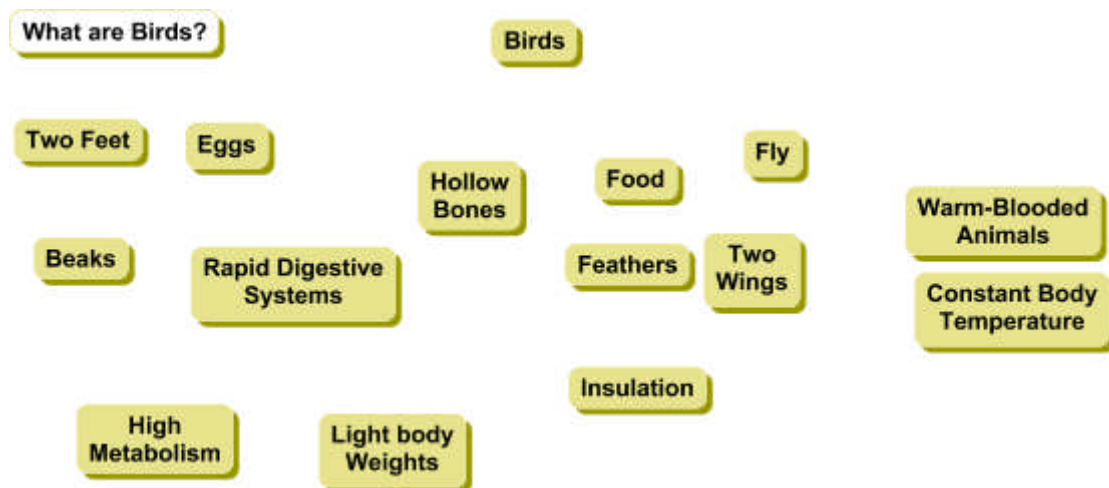 What are Birds?
Birds
Two Feet
Eggs
Hollow
Bones
Food
Fly
Warm-Blooded
Animals
Beaks
Rapid Digestive
Systems
Feathers
Two
Wings
Constant Body
Temperature
Insulation
High
Metabolism
Light body
Weights